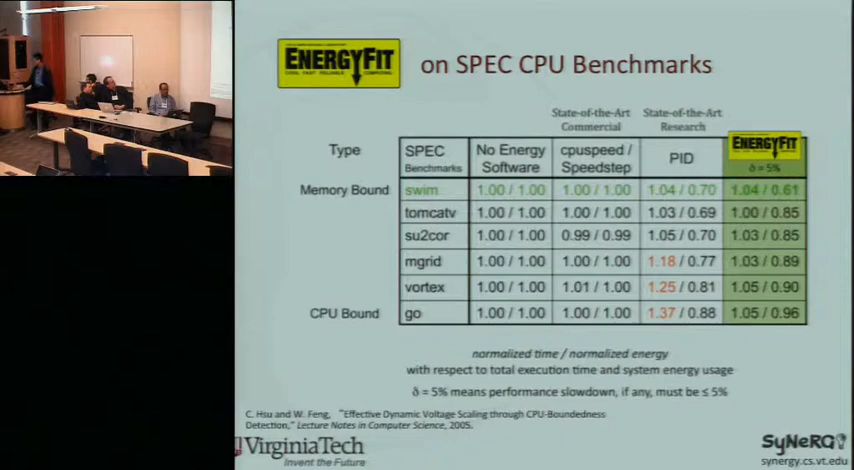 ENERGYFIT
on SPEC CPU Benchmarks
State-of-the-Art Commercial
State-of-the-Art Research
Type
SPEC Benchmarks
No Energy Software
cpuspeed / Speedstep
PID
ENERGYFIT
δ = 5%
Memory Bound swim 1.00 / 1.00 1.00 / 1.00 1.04 / 0.70 1.04 / 0.61
tomcatv 1.00 / 1.00 1.00 / 1.00 1.03 / 0.69 1.00 / 0.85
su2cor 1.00 / 1.00 0.99 / 0.99 1.05 / 0.70 1.03 / 0.85
mgrid 1.00 / 1.00 1.00 / 1.00 1.18 / 0.77 1.03 / 0.89
vortex 1.00 / 1.00 1.01 / 1.00 1.25 / 0.81 1.05 / 0.90
CPU Bound go 1.00 / 1.00 1.00 / 1.00 1.37 / 0.88 1.05 / 0.96
normalized time / normalized energy
with respect to total execution time and system energy usage
δ = 5% means performance slowdown, if any, must be ≤ 5%
C. Hsu and W. Feng, "Effective Dynamic Voltage Scaling through CPU-Boundedness
Detection," Lecture Notes in Computer Science, 2005.
VirginiaTech
Invent the Future
SyNeRG
synergy.cs.vt.edu